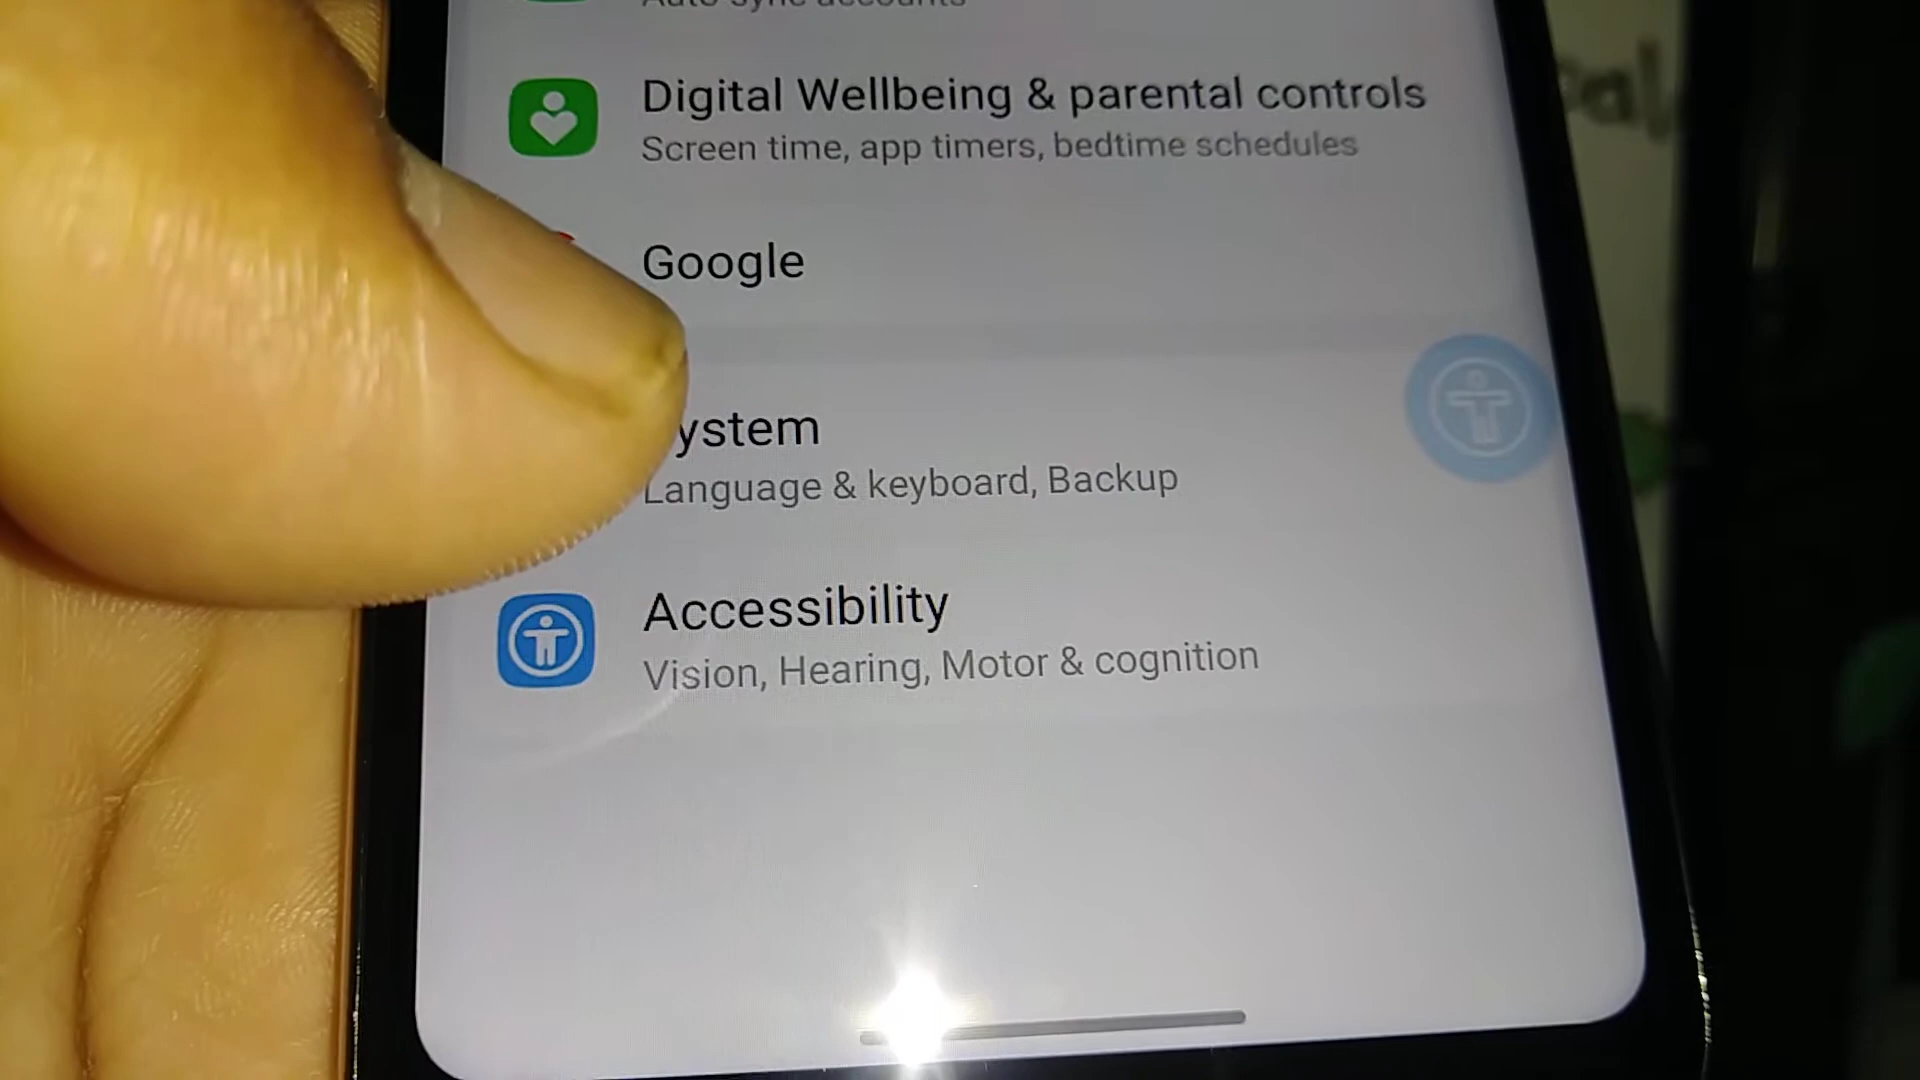 Auto-sync accounts
Digital Wellbeing & parental controls
Screen time, app timers, bedtime schedules
Google
ystem
Language & keyboard, Backup
Accessibility
Vision, Hearing, Motor & cognition